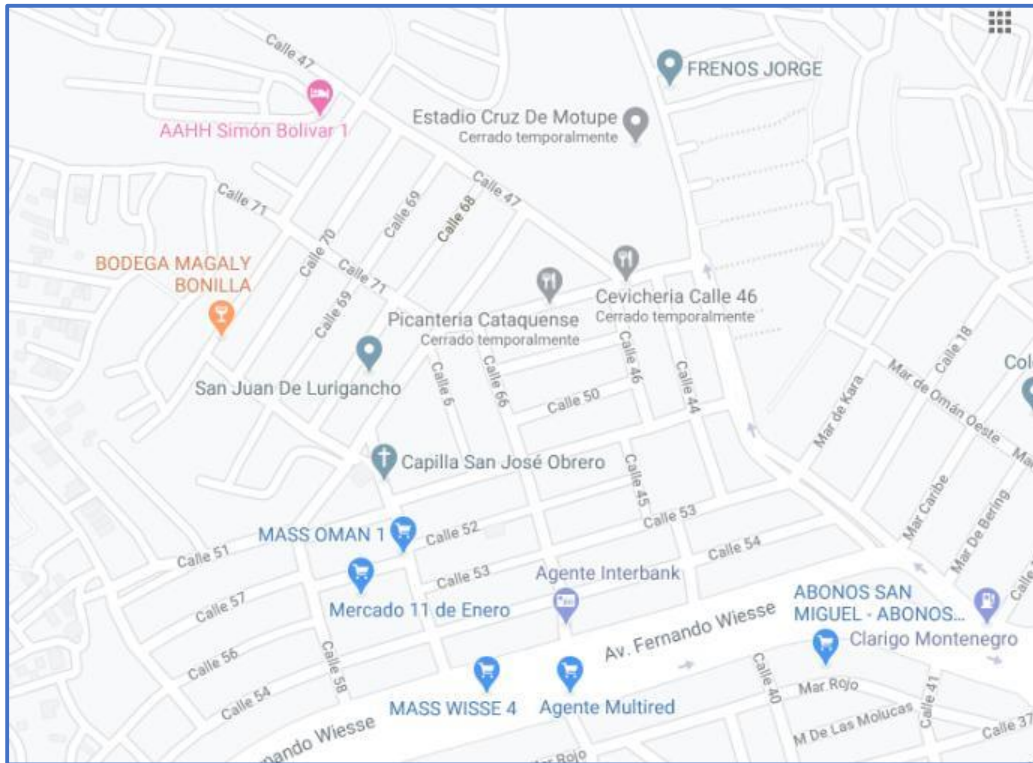 Calle 47
FRENOS JORGE
AAHH Simón Bolivar 1
Estadio Cruz De Motupe
Cerrado temporalmente
Calle 71
Calle 47
Calle 69
Calle 68
Calle 70
BODEGA MAGALY
BONILLA
Calle 71
Cevicheria Calle 46
Cerrado temporalmente
Picanteria Cataquense
Cerrado temporalmente
Calle 69
Calle 18
Colo
San Juan De Lurigancho
Calle 6
Calle 66
Calle 46
Calle 44
Calle 50
Mar de Kara
Mar de Omán Oeste
Capilla San José Obrero
Calle 45
Mar Caribe
Mar De Bering
MASS OMAN 1
Calle 52
Calle 53
Calle 51
Calle 54
Calle 53
Agente Interbank
Calle 57
Mercado 11 de Enero
ABONOS SAN
MIGUEL - ABONOS...
Clarigo Montenegro
Av. Fernando Wiesse
Calle 56
Calle 58
Calle 54
MASS WISSE 4
Agente Multired
Calle 40
Mar Rojo
Calle 41
M De Las Molucas
Calle 37
Fernando Wiesse
Mar Rojo